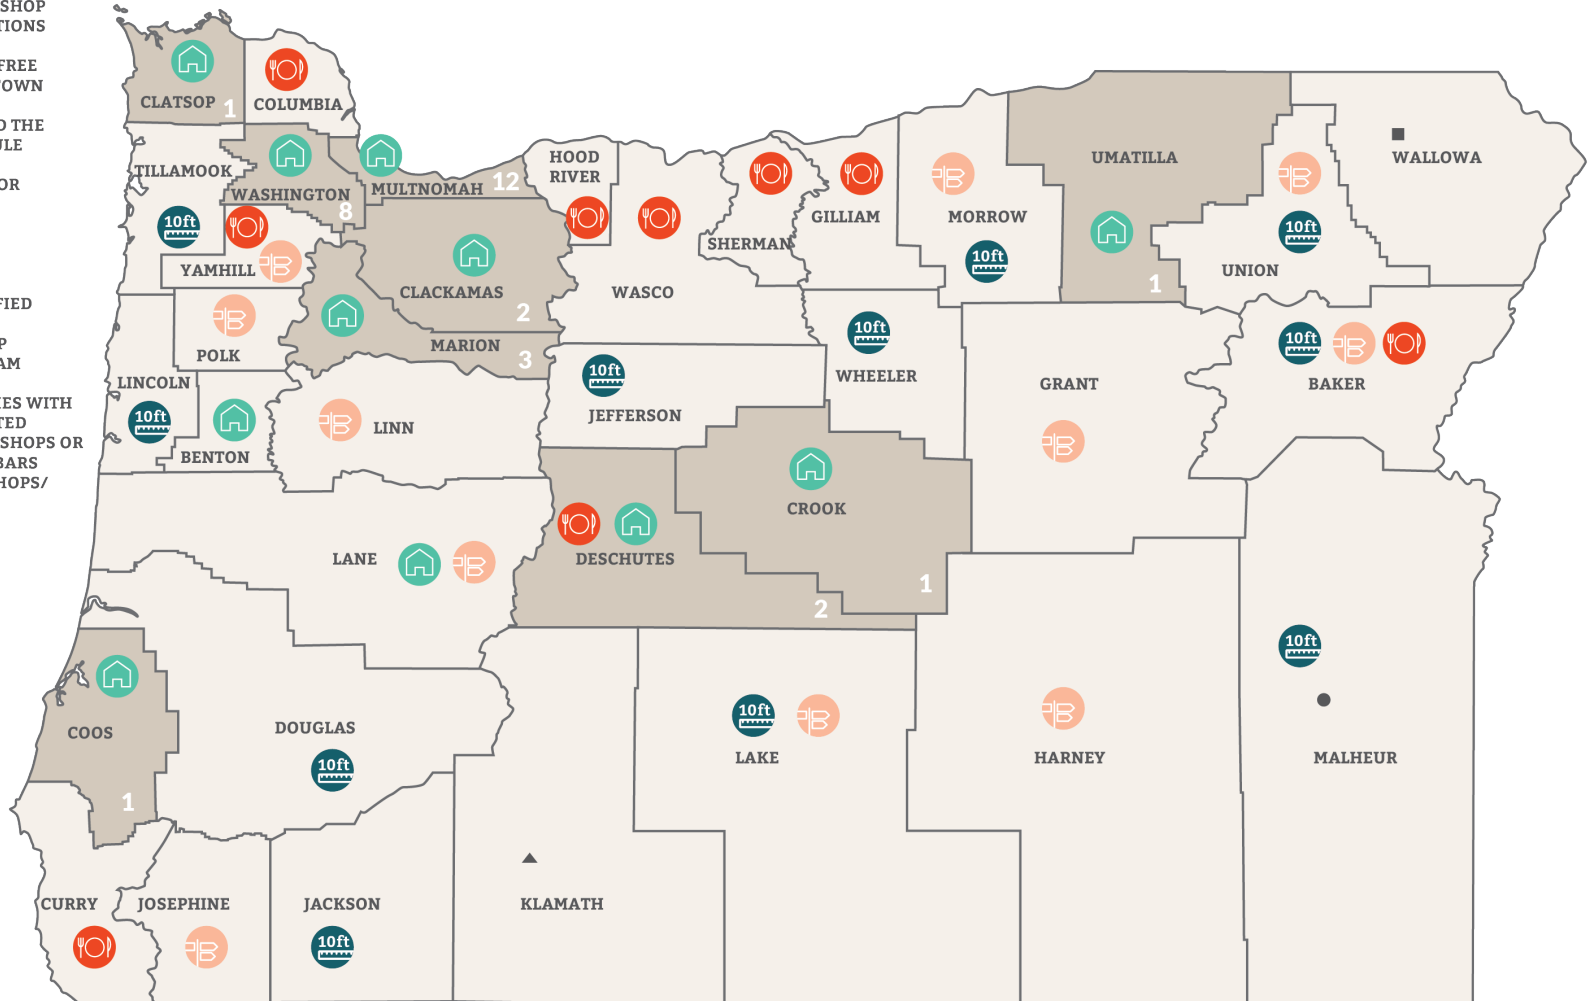 SHOP
TIONS
FREE
TOWN
D THE
ULE
OR
FIED
P
AM
IES WITH
TED
SHOPS OR
BARS
HOPS/
CLATSOP
1
COLUMBIA
TILLAMOOK
10ft
WASHINGTON
8
MULTNOMAH
12
HOOD
RIVER
WASCO
SHERMAN
GILLIAM
MORROW
10ft
UMATILLA
1
UNION
10ft
WALLOWA
YAMHILL
CLACKAMAS
2
POLK
MARION
3
LINCOLN
10ft
BENTON
LINN
10ft
JEFFERSON
10ft
WHEELER
GRANT
10ft
BAKER
LANE
DESCHUTES
2
CROOK
1
COOS
1
DOUGLAS
10ft
10ft
LAKE
HARNEY
10ft
MALHEUR
CURRY
JOSEPHINE
JACKSON
10ft
KLAMATH